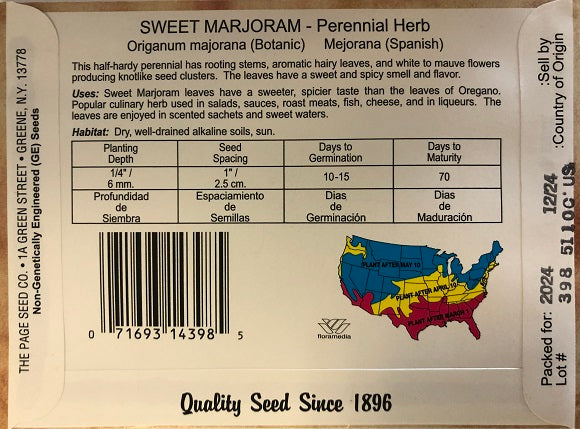 SWEET MARJORAM - Perennial Herb
Origanum majorana (Botanic) Mejorana (Spanish)
This half-hardy perennial has rooting stems, aromatic hairy leaves, and white to mauve flowers
producing knotlike seed clusters. The leaves have a sweet and spicy smell and flavor.
Uses: Sweet Marjoram leaves have a sweeter, spicier taste than the leaves of Oregano.
Popular culinary herb used in salads, sauces, roast meats, fish, cheese, and in liqueurs. The
leaves are enjoyed in scented sachets and sweet waters.
Habitat: Dry, well-drained alkaline soils, sun.
Planting Seed Days to Days to
Depth Spacing Germination Maturity
1/4" / 1" / 10-15 70
6 mm. 2.5 cm.
Profundidad Espaciamiento Dias Dias
de de de de
Siembra Semillas Germinación Maduración
0 71693 14398 5
PLANT AFTER MAY 10
PLANT AFTER APRIL 10
PLANT AFTER MARCH 1
floramedia
Quality Seed Since 1896
THE PAGE SEED CO. • 1A GREEN STREET • GREENE, N.Y. 13778
Non-Genetically Engineered (GE) Seeds
Packed for: 2024 12/24 :Sell by
Lot # 398 511OC' US :Country of Origin